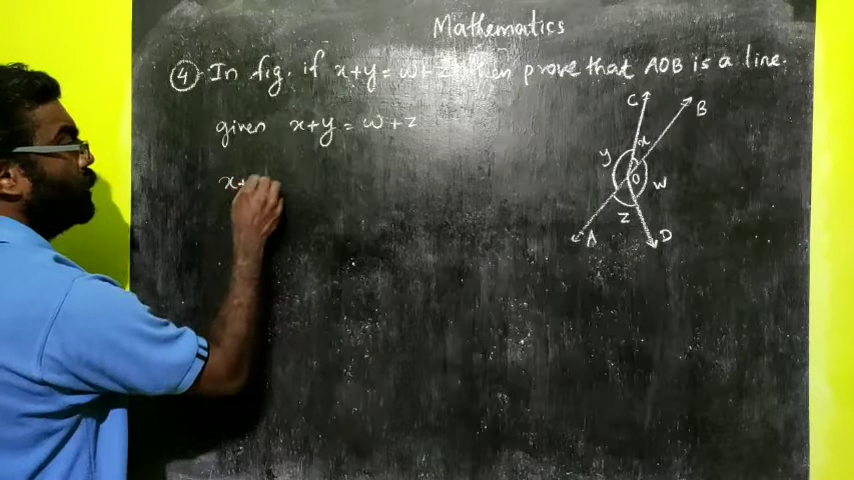 Mathematics
④ In fig. if x+y = w+z then prove that AOB is a line.
given x+y = w+z
x+
C
B
x
y
O
w
z
A
D